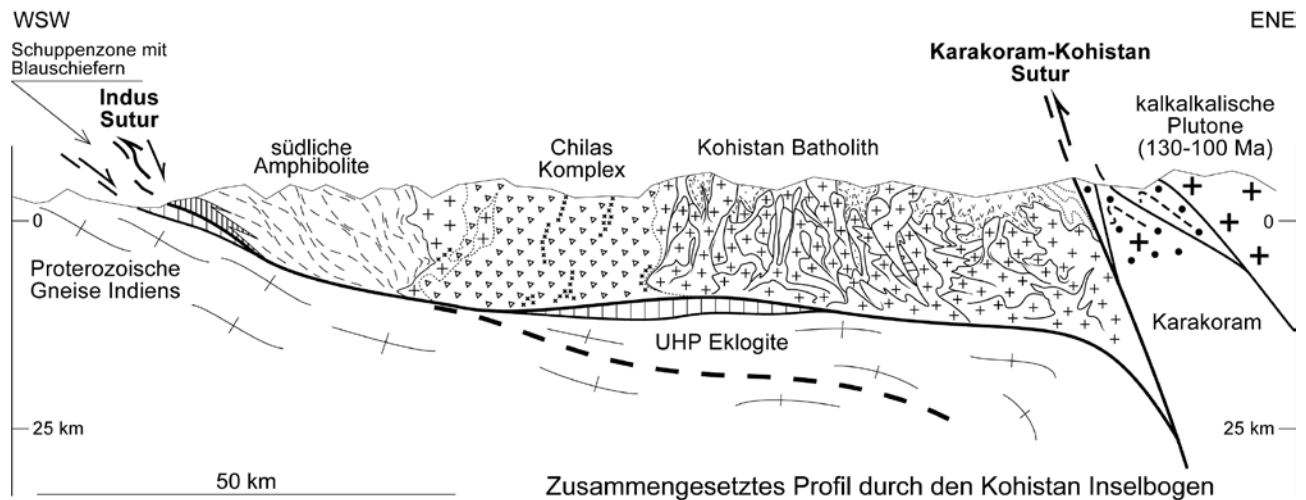 WSW
ENE
Schuppenzone mit
Blauschiefern
Indus
Sutur
südliche
Amphibolite
Chilas
Komplex
Kohistan Batholith
Karakoram-Kohistan
Sutur
kalkalkalische
Plutone
(130-100 Ma)
0
0
Proterozoische
Gneise Indiens
UHP Eklogite
Karakoram
25 km
25 km
50 km
Zusammengesetztes Profil durch den Kohistan Inselbogen